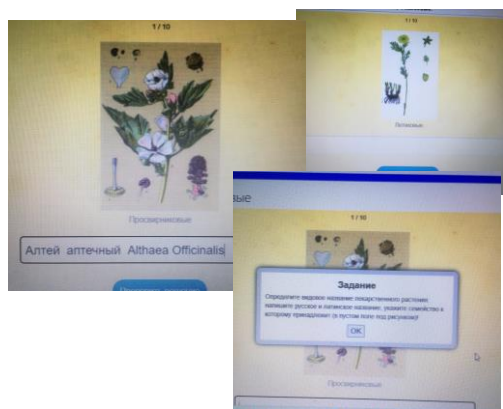 1 / 10
Просвирниковые
Алтей аптечный Althaea Officinalis
1 / 10
Лютиковые
вые
1 / 10
Задание
Определите видовое название лекарственного растения,
напишите русское и латинское название, укажите семейство к
которому принадлежит (в пустом поле под рисунком)!
OK
Просвирниковые